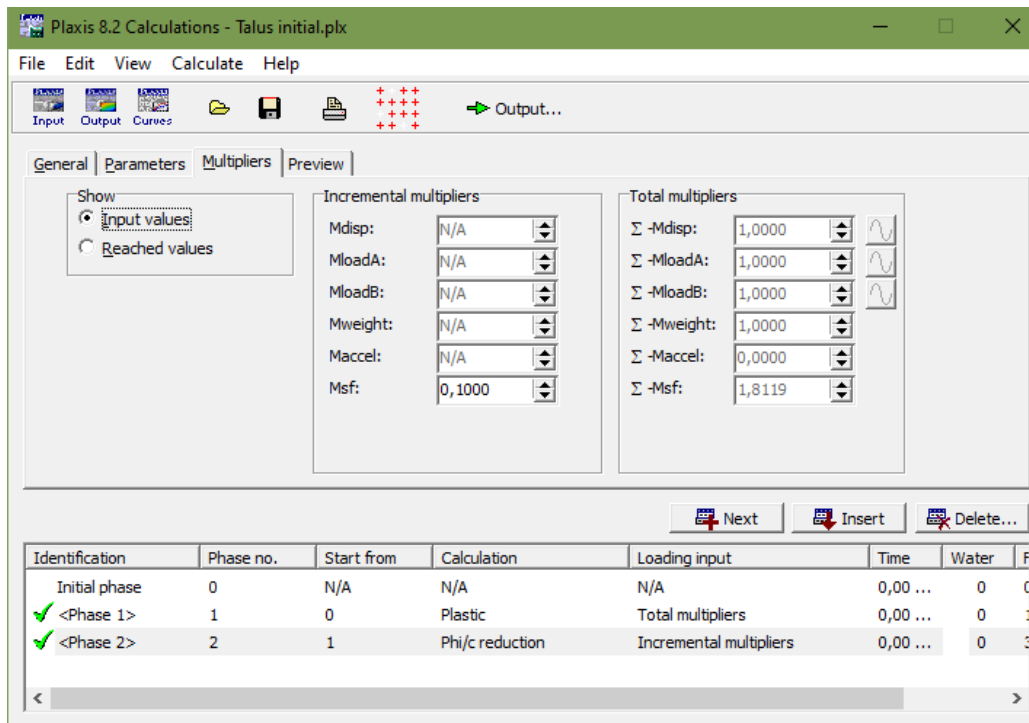 Plaxis 8.2 Calculations - Talus initial.plx
File Edit View Calculate Help
Input Output Curves Output...
General Parameters Multipliers Preview
Show
Input values
Reached values
Incremental multipliers
Mdisp: N/A
MloadA: N/A
MloadB: N/A
Mweight: N/A
Maccel: N/A
Msf: 0,1000
Total multipliers
Σ -Mdisp: 1,0000
Σ -MloadA: 1,0000
Σ -MloadB: 1,0000
Σ -Mweight: 1,0000
Σ -Maccel: 0,0000
Σ -Msf: 1,8119
Next Insert Delete...
Identification Phase no. Start from Calculation Loading input Time Water F
Initial phase 0 N/A N/A N/A 0,00 ... 0
<Phase 1> 1 0 Plastic Total multipliers 0,00 ... 0
<Phase 2> 2 1 Phi/c reduction Incremental multipliers 0,00 ... 0